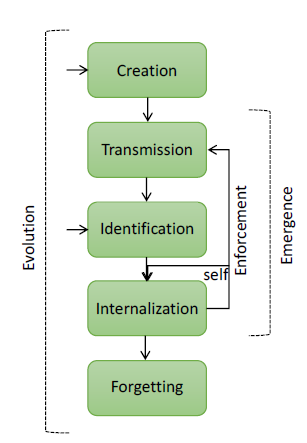 Creation
Transmission
Identification
self
Internalization
Forgetting
Evolution
Enforcement
Emergence